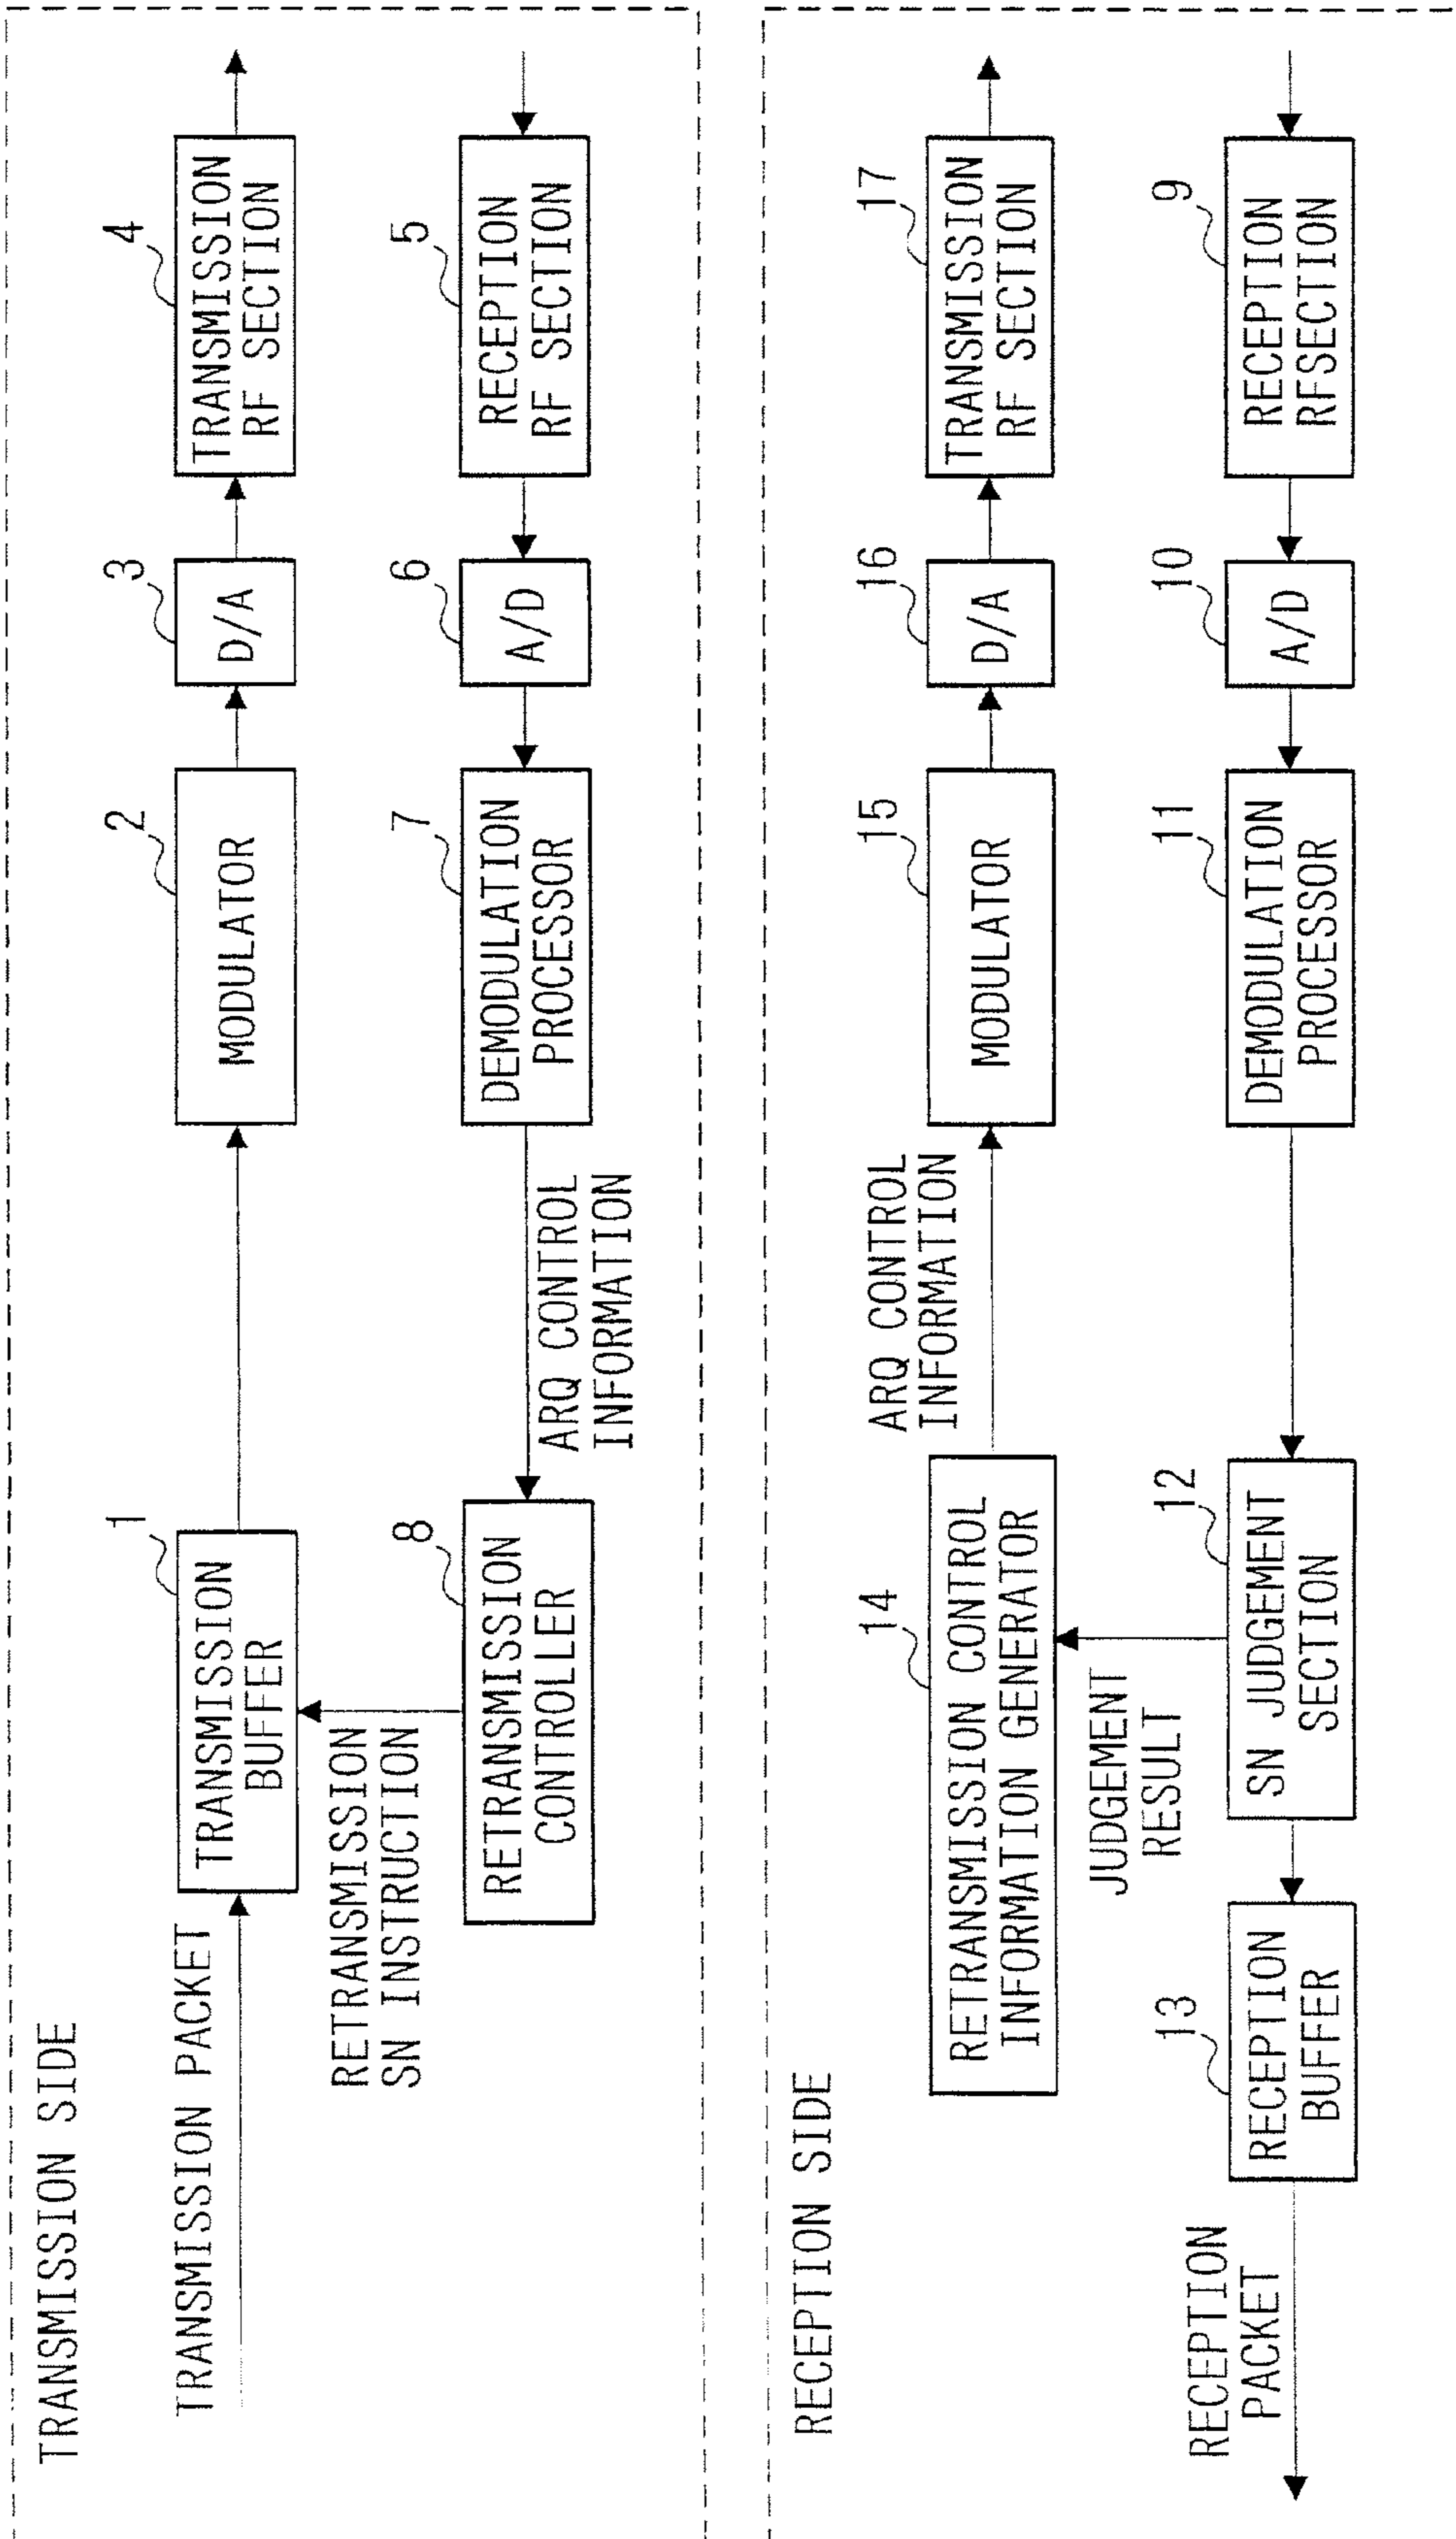 TRANSMISSION SIDE
TRANSMISSION PACKET
1
TRANSMISSION
BUFFER
2
MODULATOR
3
D/A
4
TRANSMISSION
RF SECTION
RETRANSMISSION
SN INSTRUCTION
8
RETRANSMISSION
CONTROLLER
ARQ CONTROL
INFORMATION
7
DEMODULATION
PROCESSOR
6
A/D
5
RECEPTION
RF SECTION
RECEPTION SIDE
14
RETRANSMISSION CONTROL
INFORMATION GENERATOR
ARQ CONTROL
INFORMATION
15
MODULATOR
16
D/A
17
TRANSMISSION
RF SECTION
JUDGEMENT
RESULT
RECEPTION
PACKET
13
RECEPTION
BUFFER
12
SN JUDGEMENT
SECTION
11
DEMODULATION
PROCESSOR
10
A/D
9
RECEPTION
RFSECTION